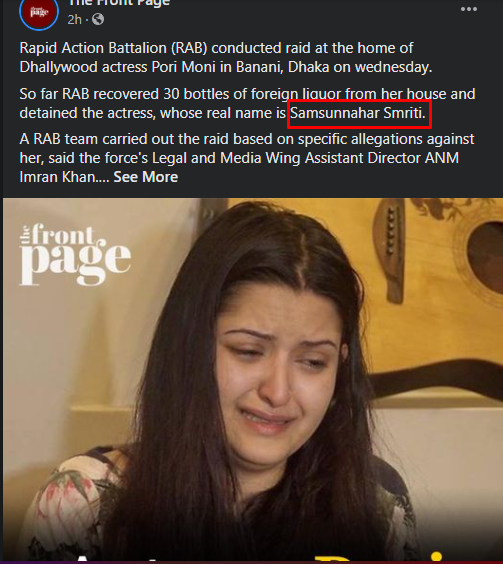 The Front Page
2h ·
Rapid Action Battalion (RAB) conducted raid at the home of
Dhallywood actress Pori Moni in Banani, Dhaka on wednesday.
So far RAB recovered 30 bottles of foreign liquor from her house and
detained the actress, whose real name is Samsunnahar Smriti.
A RAB team carried out the raid based on specific allegations against
her, said the force's Legal and Media Wing Assistant Director ANM
Imran Khan.... See More
the front
page